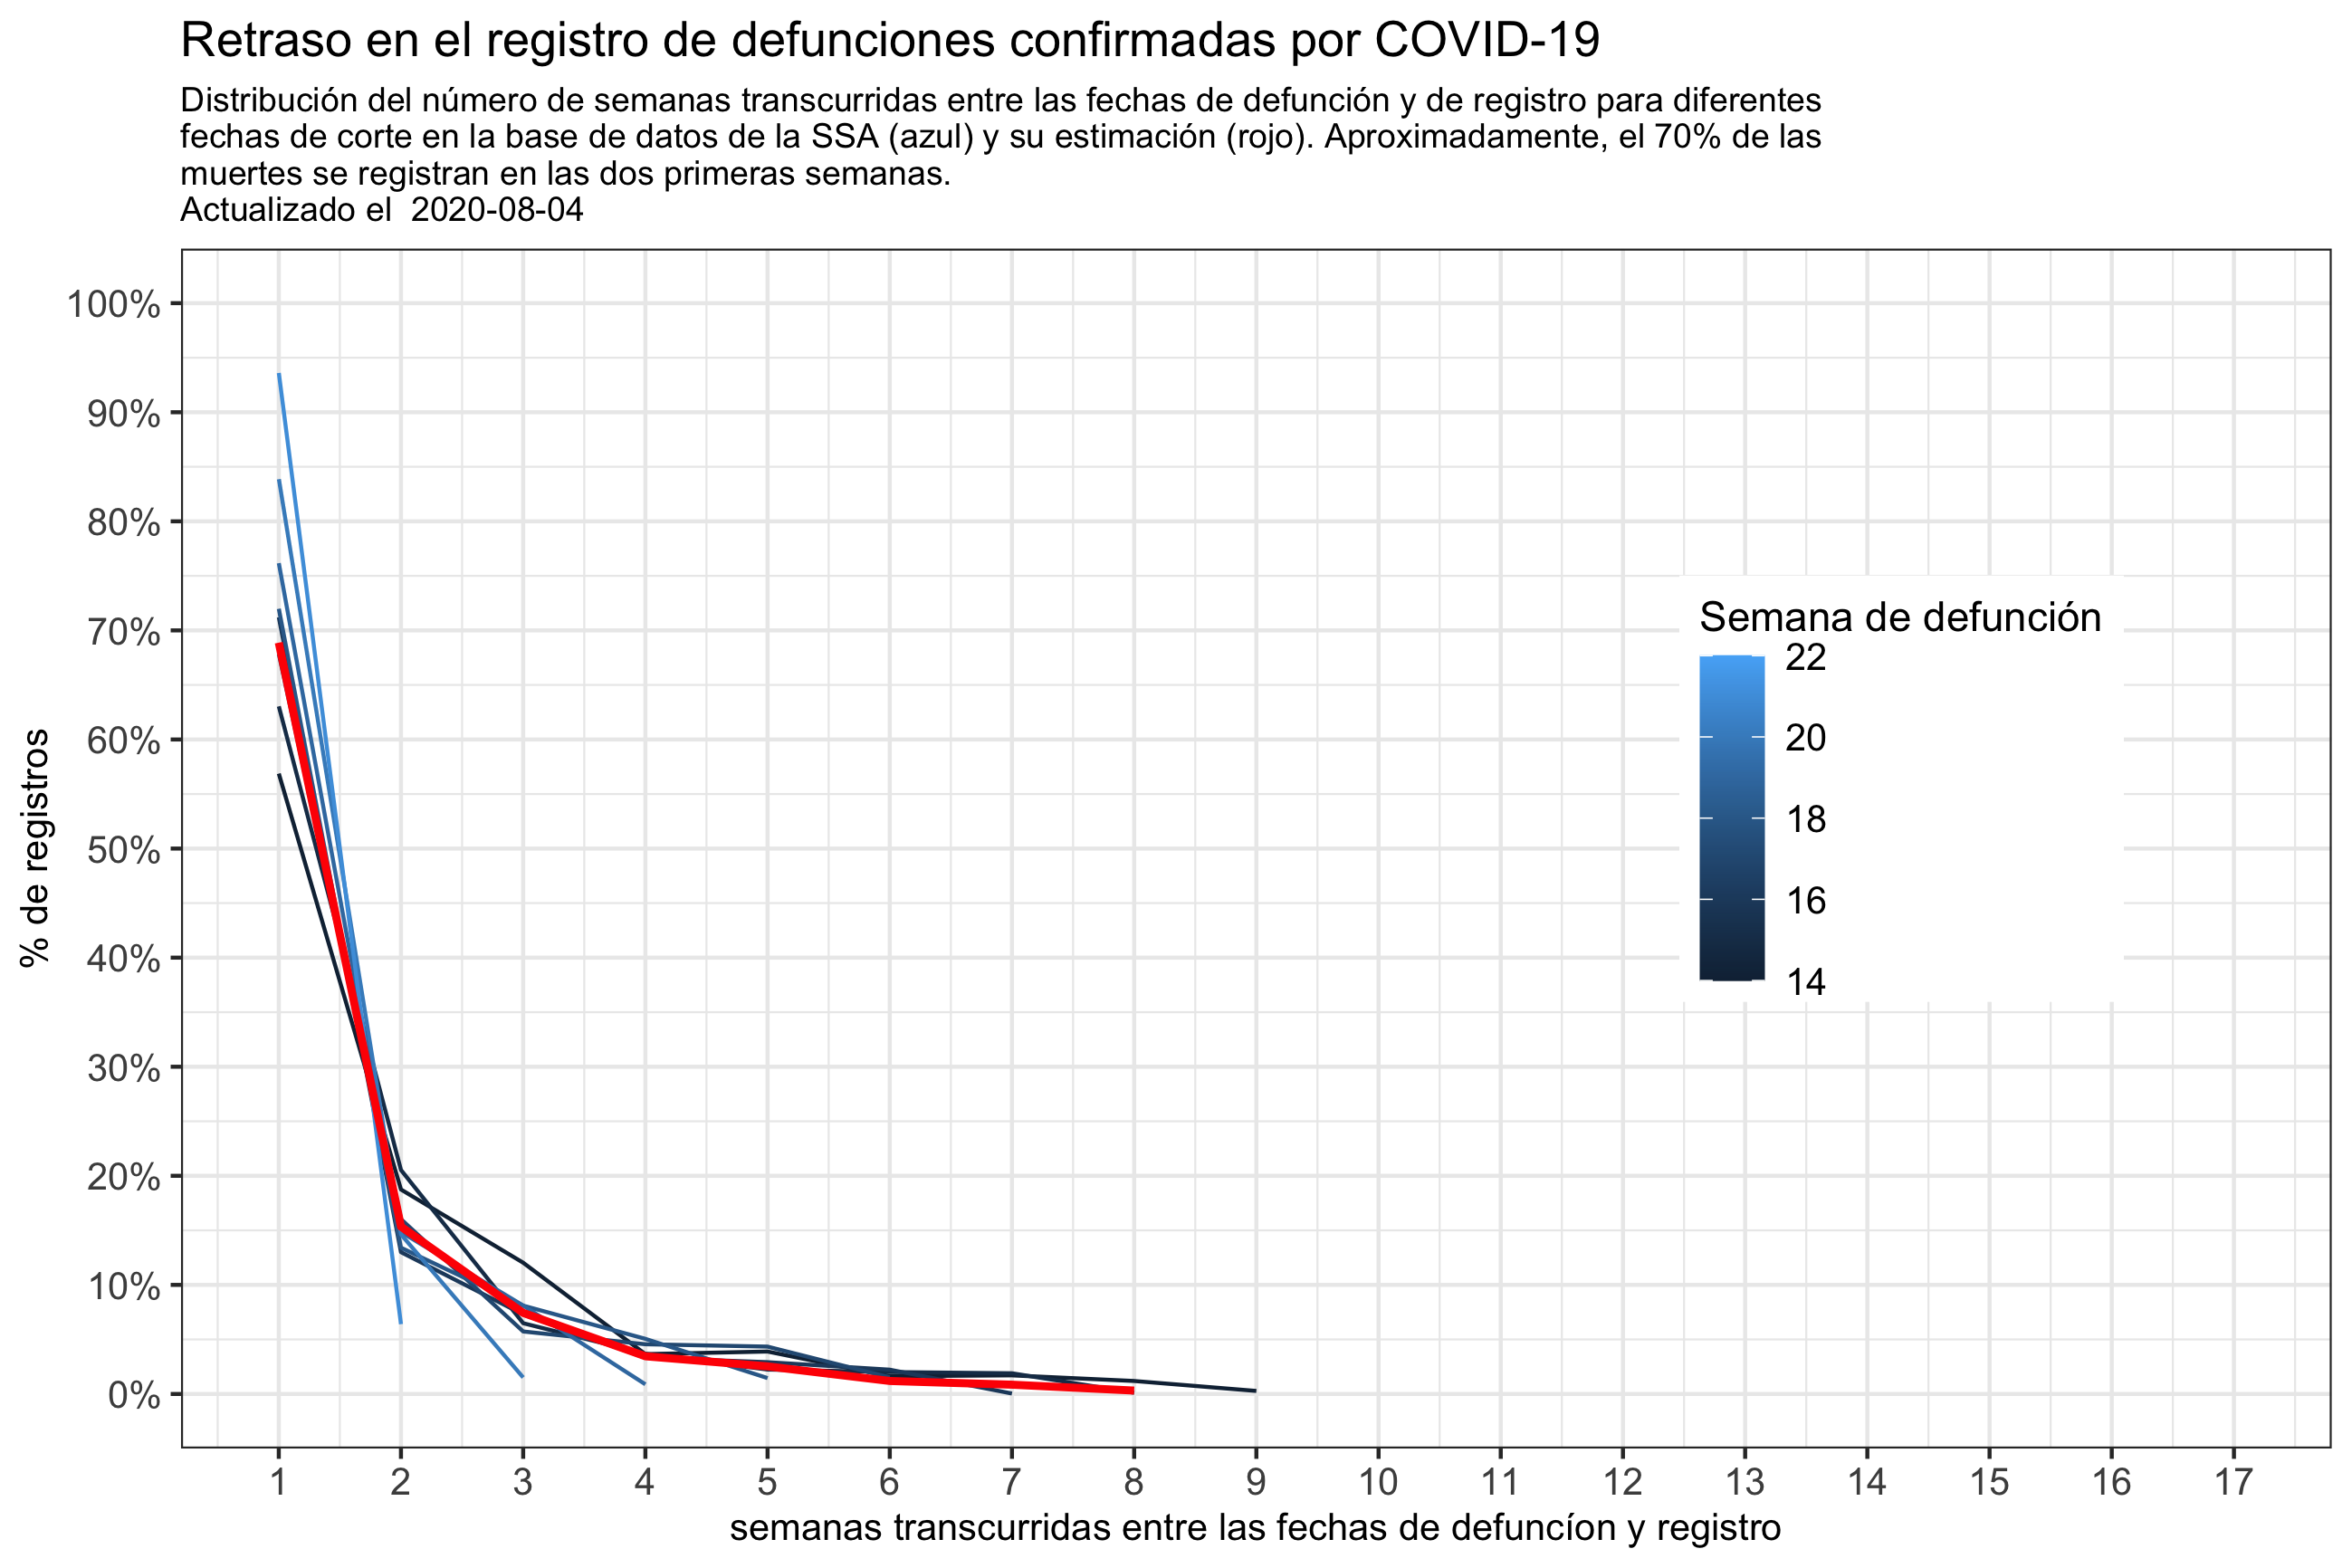 Retraso en el registro de defunciones confirmadas por COVID-19
Distribución del número de semanas transcurridas entre las fechas de defunción y de registro para diferentes
fechas de corte en la base de datos de la SSA (azul) y su estimación (rojo). Aproximadamente, el 70% de las
muertes se registran en las dos primeras semanas.
Actualizado el  2020-08-04
% de registros
100%
90%
80%
70%
60%
50%
40%
30%
20%
10%
0%
Semana de defunción
22
20
18
16
14
1 2 3 4 5 6 7 8 9 10 11 12 13 14 15 16 17
semanas transcurridas entre las fechas de defuncíon y registro